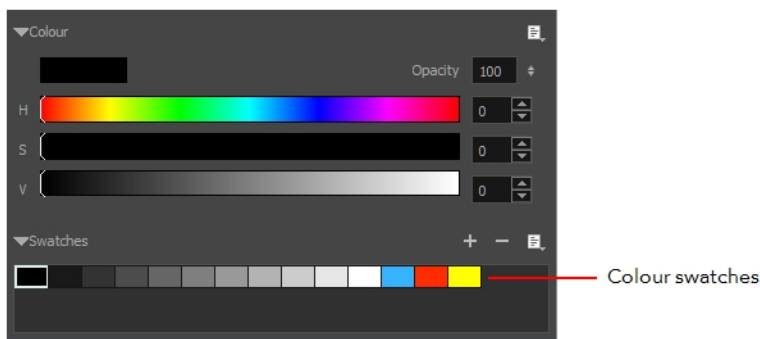 Colour
Opacity 100
H 0
S 0
V 0
Swatches
Colour swatches